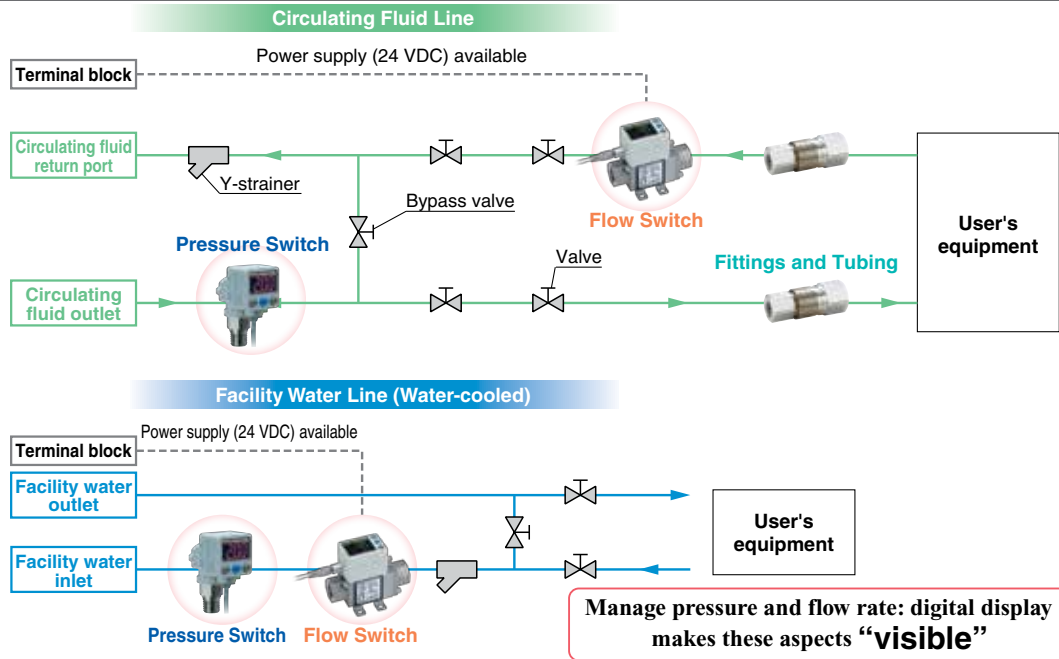 Circulating Fluid Line
Power supply (24 VDC) available
Terminal block
Circulating fluid
return port
Y-strainer
Bypass valve
Flow Switch
User's
equipment
Pressure Switch
Valve
Fittings and Tubing
Circulating
fluid outlet
Facility Water Line (Water-cooled)
Power supply (24 VDC) available
Terminal block
Facility water
outlet
User's
equipment
Facility water
inlet
Pressure Switch
Flow Switch
Manage pressure and flow rate: digital display
makes these aspects “visible”